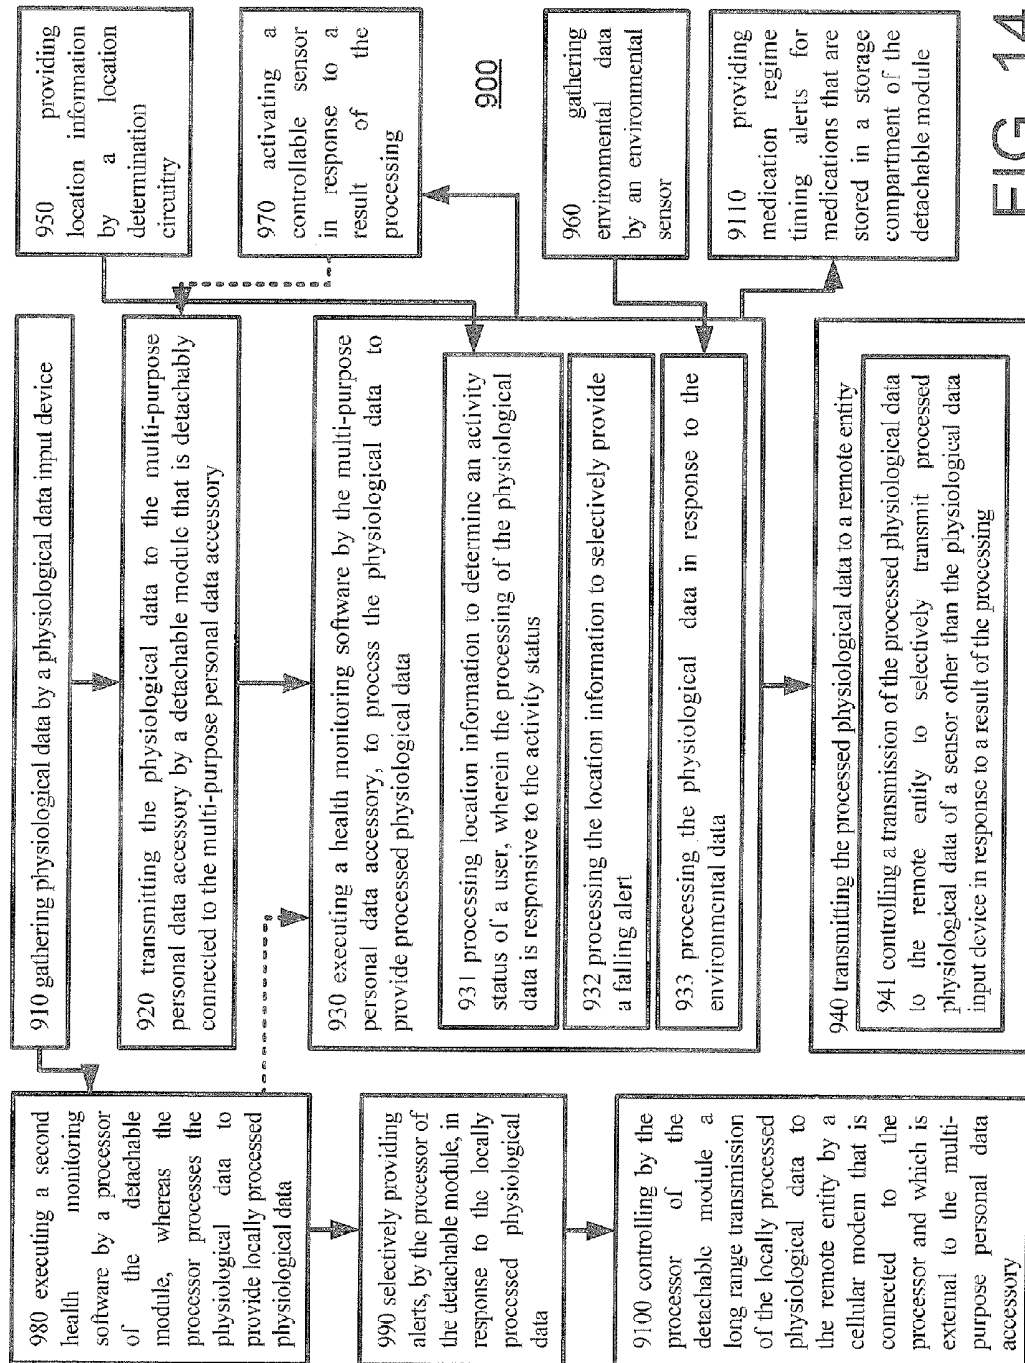 910 gathering physiological data by a physiological data input device
920 transmitting the physiological data to the multi-purpose
personal data accessory by a detachable module that is detachably
connected to the multi-purpose personal data accessory
930 executing a health monitoring software by the multi-purpose
personal data accessory, to process the physiological data to
provide processed physiological data
931 processing location information to determine an activity
status of a user, wherein the processing of the physiological
data is responsive to the activity status
932 processing the location information to selectively provide
a falling alert
933 processing the physiological data in response to the
environmental data
940 transmitting the processed physiological data to a remote entity
941 controlling a transmission of the processed physiological data
to the remote entity to selectively transmit processed
physiological data of a sensor other than the physiological data
input device in response to a result of the processing
980 executing a second
health monitoring
software by a processor
of the detachable
module, whereas the
processor processes the
physiological data to
provide locally processed
physiological data
990 selectively providing
alerts, by the processor of
the detachable module, in
response to the locally
processed physiological
data
9100 controlling by the
processor of the
detachable module a
long range transmission
of the locally processed
physiological data to
the remote entity by a
cellular modem that is
connected to the
processor and which is
external to the multi-
purpose personal data
accessory
950 providing
location information
by a location
determination
circuitry
970 activating a
controllable sensor
in response to a
result of the
processing
900
960 gathering
environmental data
by an environmental
sensor
9110 providing
medication regime
timing alerts for
medications that are
stored in a storage
compartment of the
detachable module
FIG 14